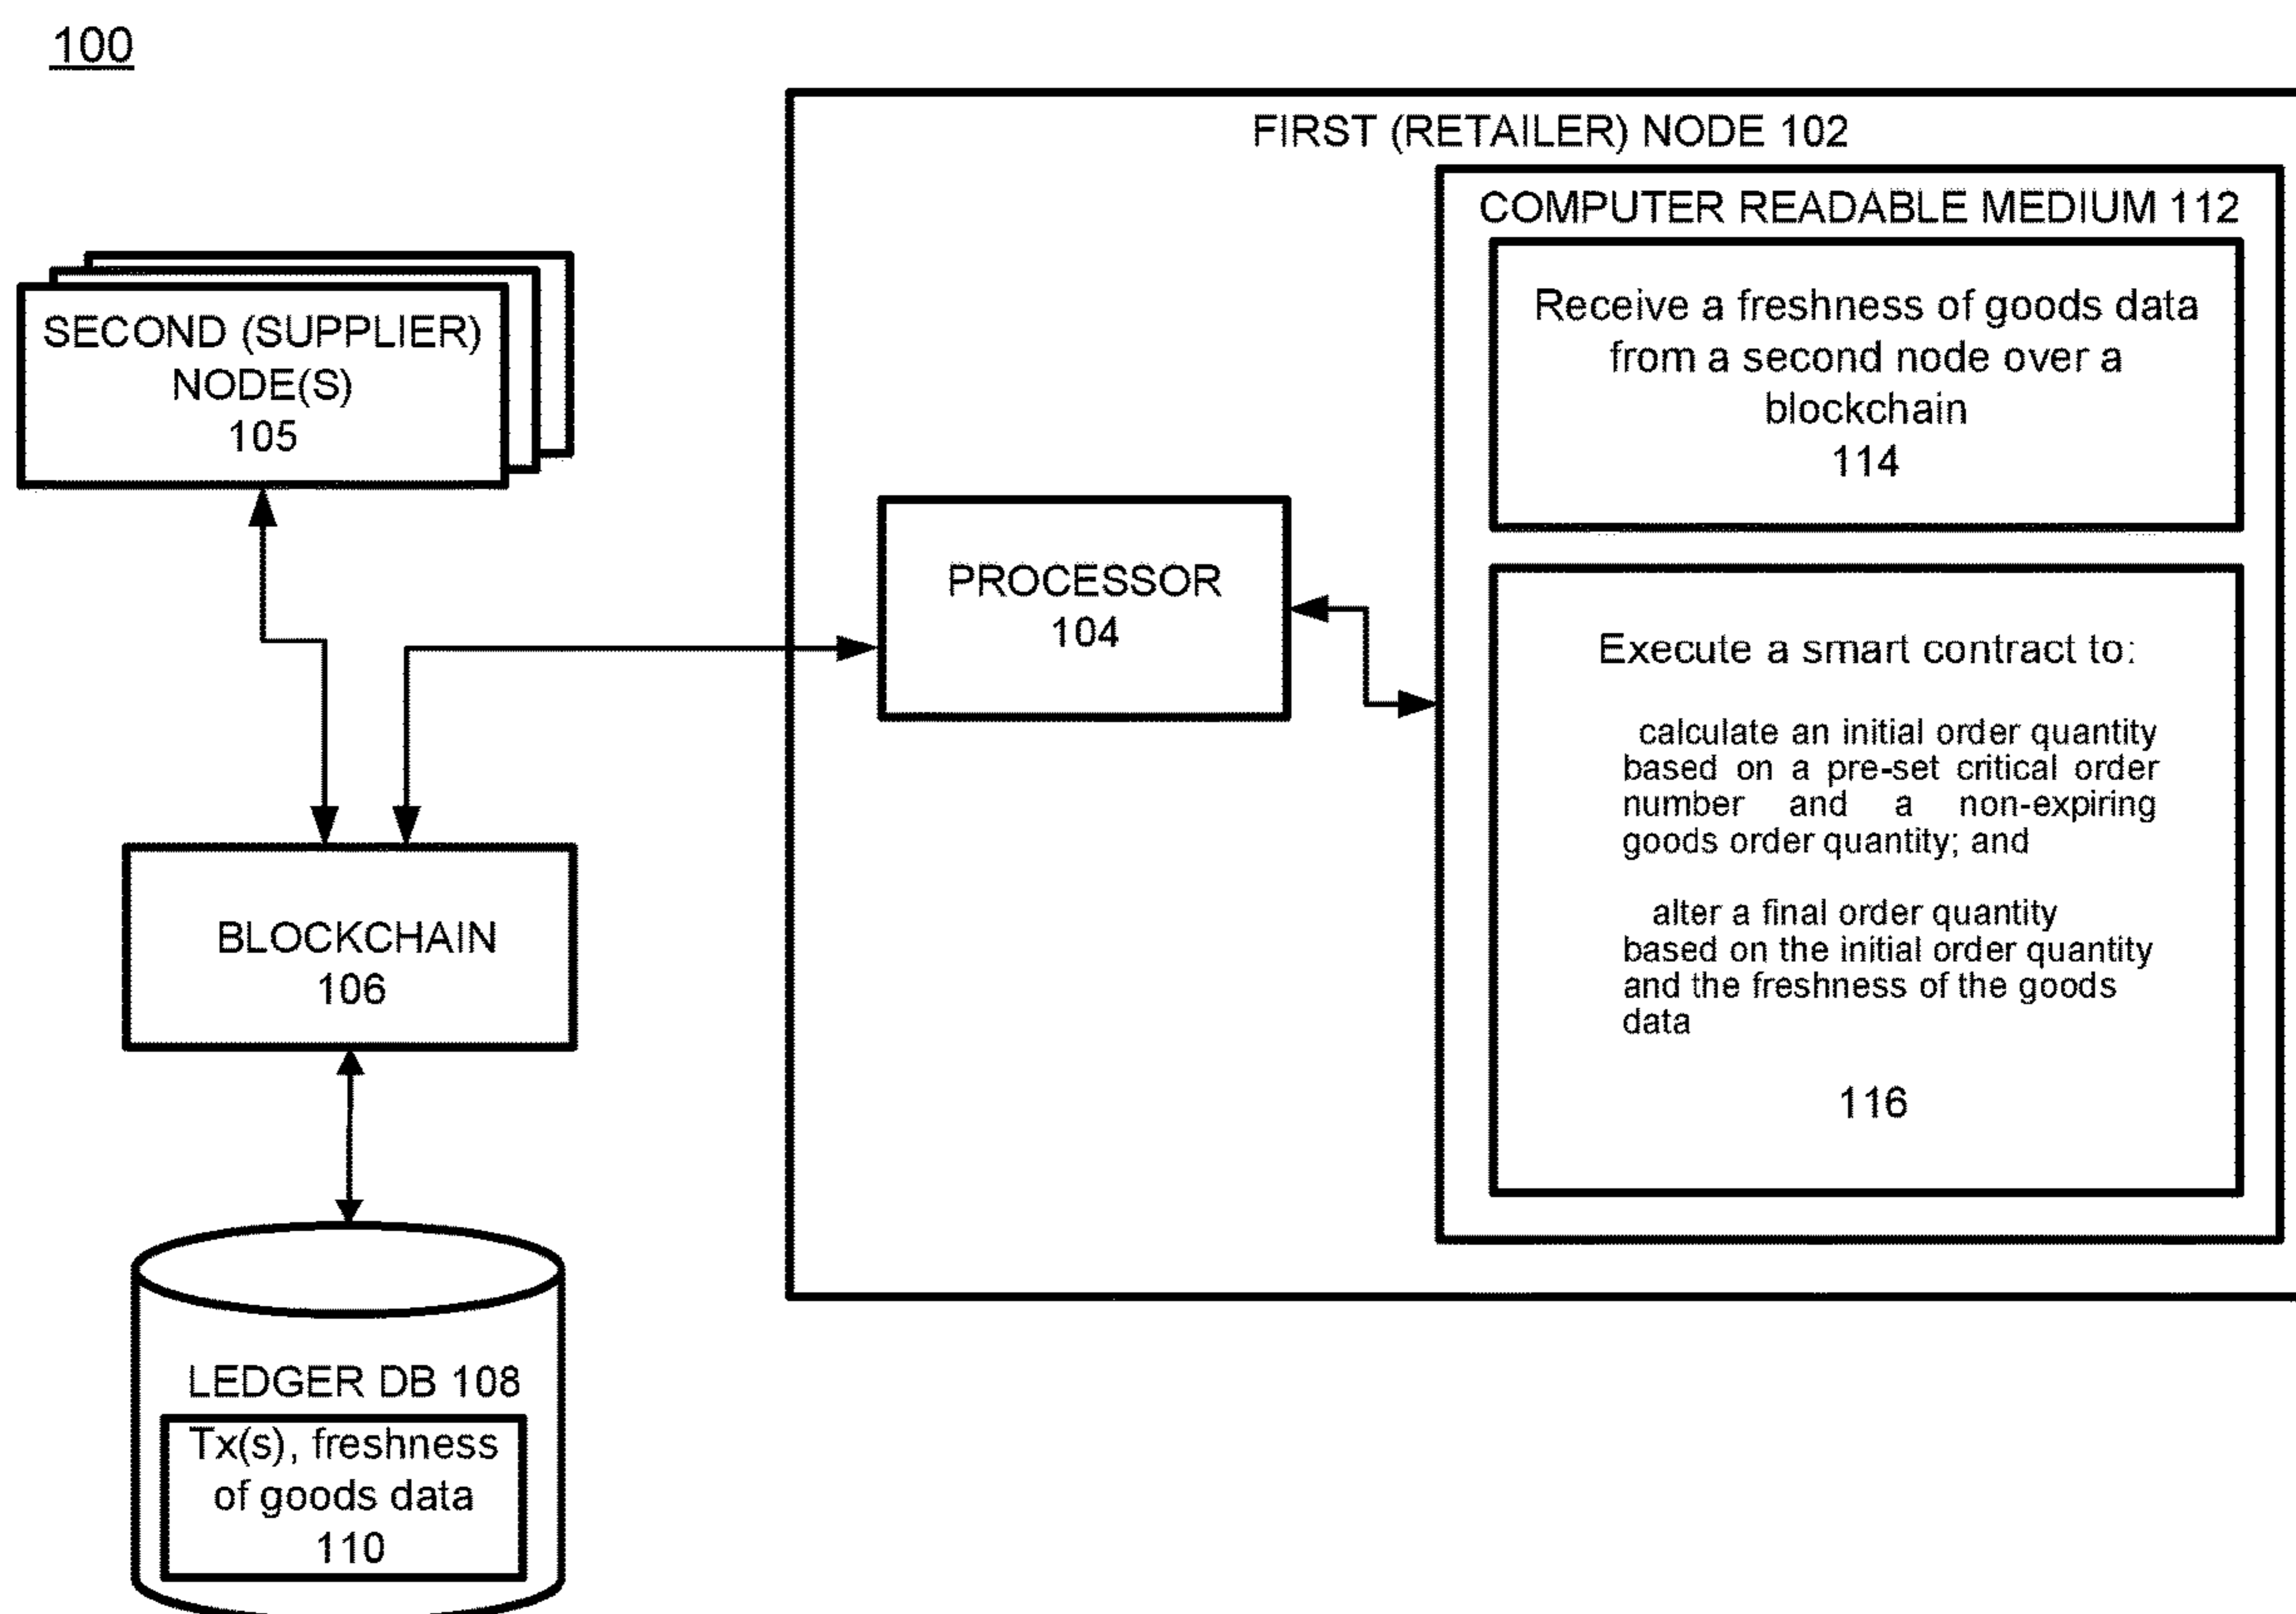 100
FIRST (RETAILER) NODE 102
COMPUTER READABLE MEDIUM 112
Receive a freshness of goods data
from a second node over a
blockchain
114
SECOND (SUPPLIER)
NODE(S)
105
PROCESSOR
104
Execute a smart contract to:
calculate an initial order quantity
based on a pre-set critical order
number and a non-expiring
goods order quantity; and
alter a final order quantity
based on the initial order quantity
and the freshness of the goods
data
116
BLOCKCHAIN
106
LEDGER DB 108
Tx(s), freshness
of goods data
110